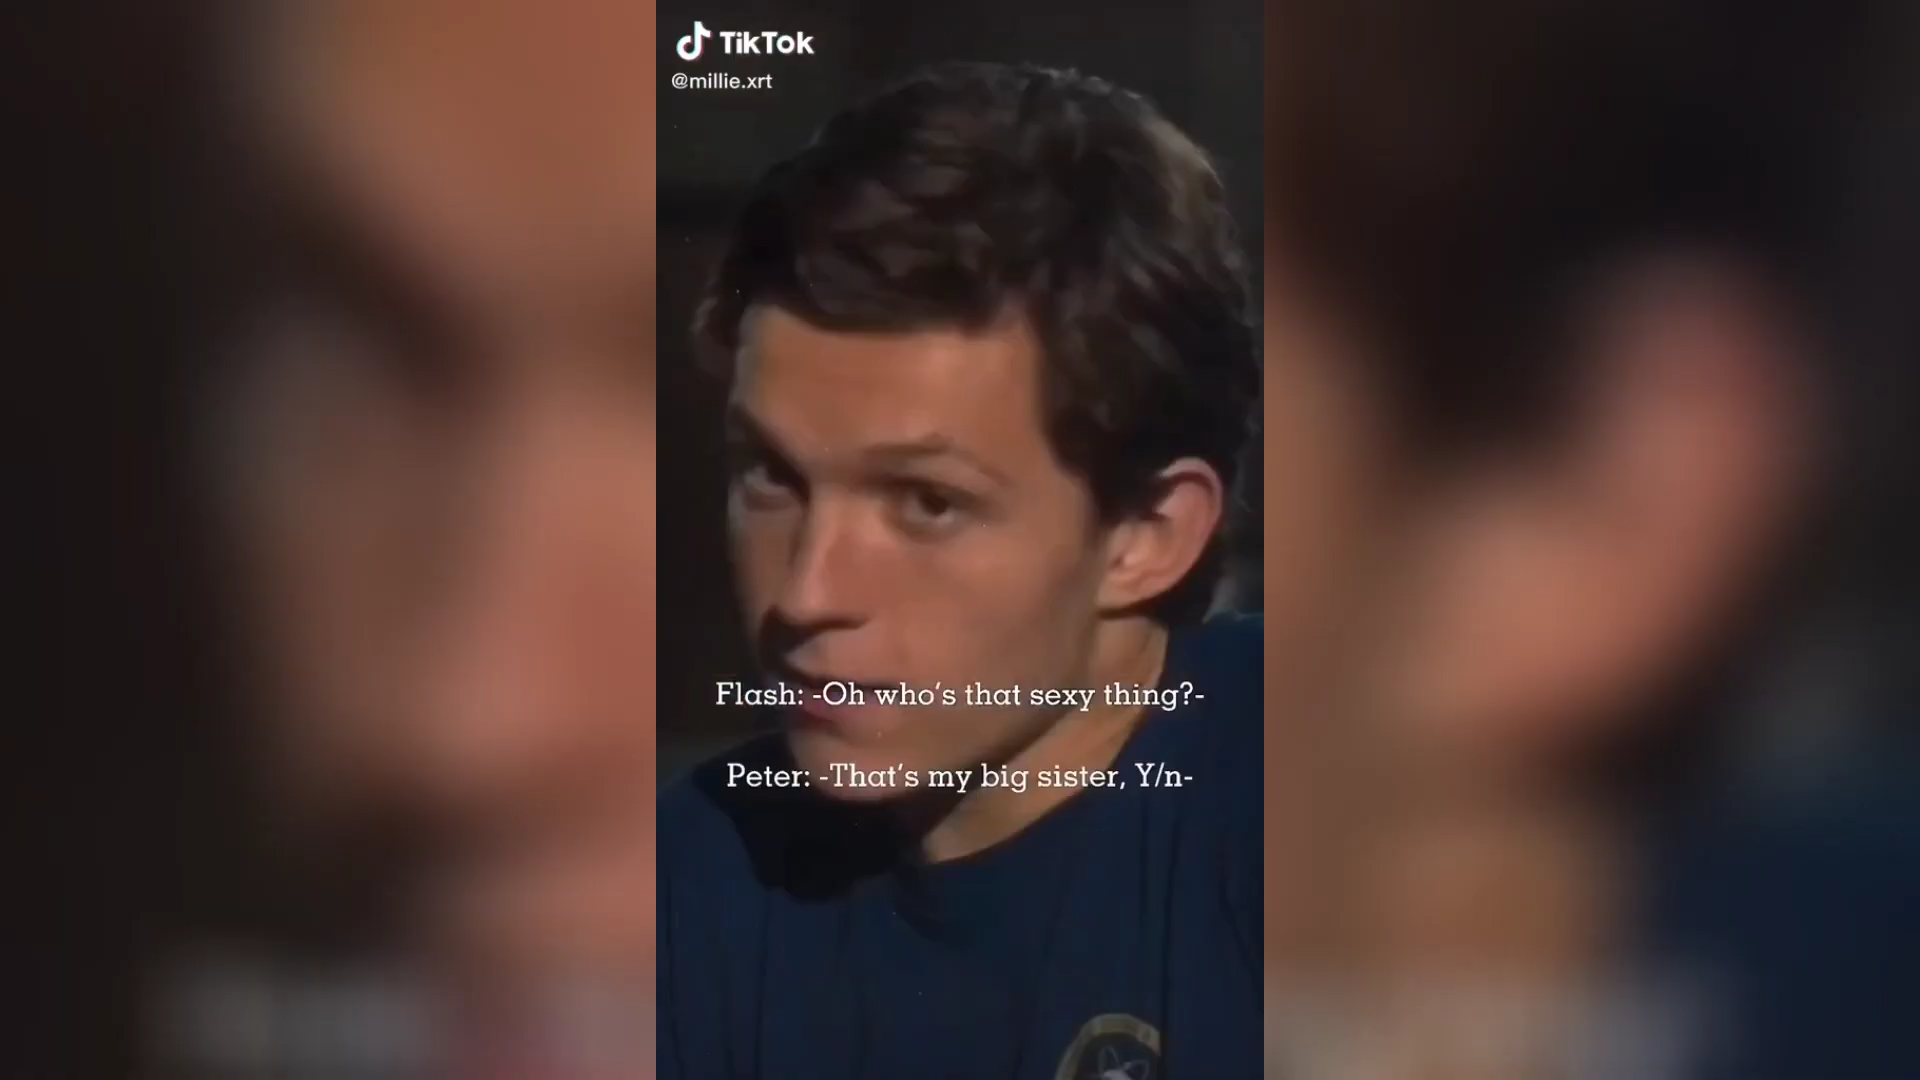 TikTok
@millie.xrt
Flash: -Oh who's that sexy thing?-
Peter: -That's my big sister, Y/n-